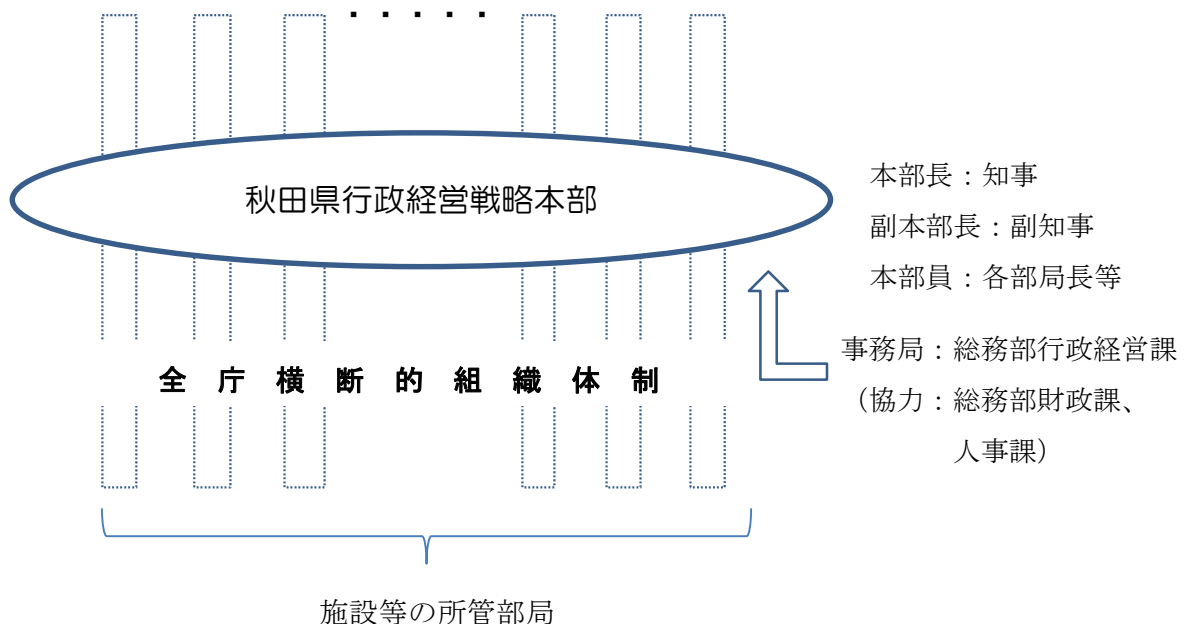 ・・・・・
秋田県行政経営戦略本部
本部長：知事
副本部長：副知事
本部員：各部局長等
事務局：総務部行政経営課
（協力：総務部財政課、
人事課）
全庁横断的組織体制
施設等の所管部局